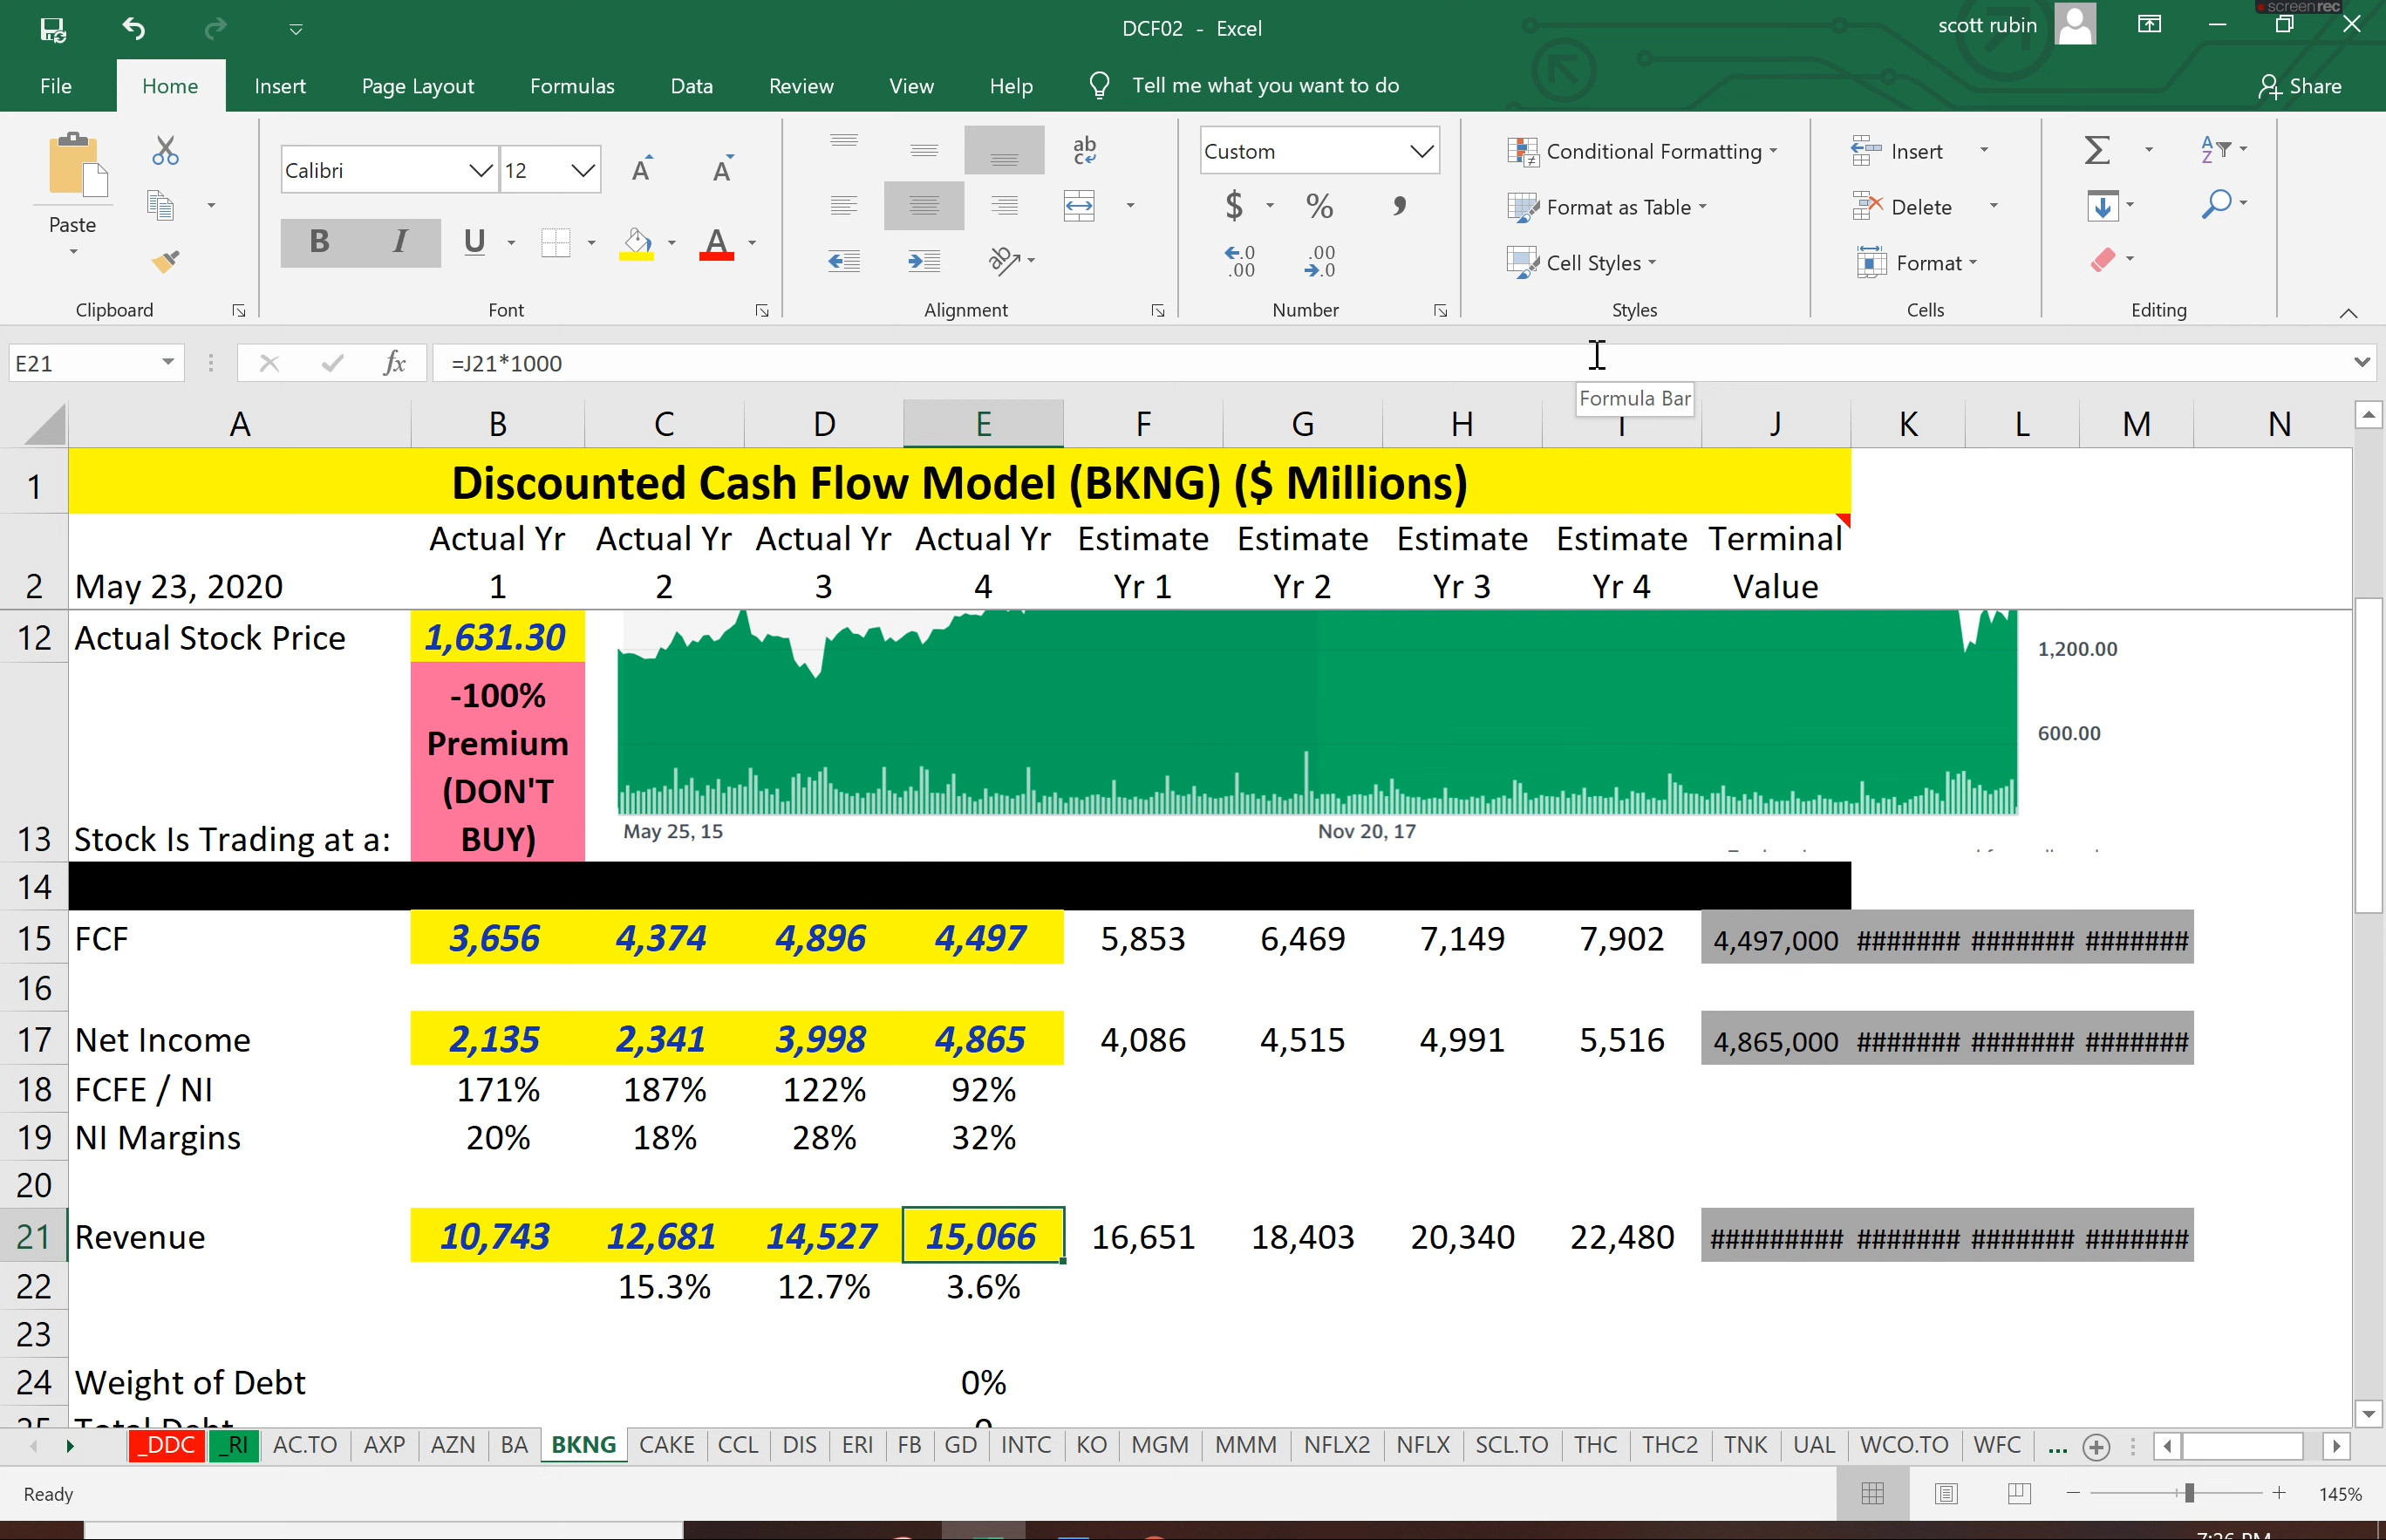 DCF02 - Excel
scott rubin
screenrec
File Home Insert Page Layout Formulas Data Review View Help Tell me what you want to do Share
Paste
Calibri 12
B I U A
ab
Custom
$ % 9
Conditional Formatting
Format as Table
Cell Styles
Insert
Delete
Format
Clipboard Font Alignment Number Styles Cells Editing
E21 fx =J21*1000
Formula Bar
A B C D E F G H I J K L M N
1 Discounted Cash Flow Model (BKNG) ($ Millions)
Actual Yr Actual Yr Actual Yr Actual Yr Estimate Estimate Estimate Estimate Terminal
2 May 23, 2020 1 2 3 4 Yr 1 Yr 2 Yr 3 Yr 4 Value
12 Actual Stock Price 1,631.30
1,200.00
-100%
Premium
600.00
(DON'T
13 Stock Is Trading at a: BUY)
May 25, 15 Nov 20, 17
14
15 FCF 3,656 4,374 4,896 4,497 5,853 6,469 7,149 7,902 4,497,000 ####### ####### #######
16
17 Net Income 2,135 2,341 3,998 4,865 4,086 4,515 4,991 5,516 4,865,000 ####### ####### #######
18 FCFE / NI 171% 187% 122% 92%
19 NI Margins 20% 18% 28% 32%
20
21 Revenue 10,743 12,681 14,527 15,066 16,651 18,403 20,340 22,480 ######### ####### ####### #######
22 15.3% 12.7% 3.6%
23
24 Weight of Debt 0%
25 Total Debt 0
_DDC _RI AC.TO AXP AZN BA BKNG CAKE CCL DIS ERI FB GD INTC KO MGM MMM NFLX2 NFLX SCL.TO THC THC2 TNK UAL WCO.TO WFC ...
Ready 145%
7:26 PM